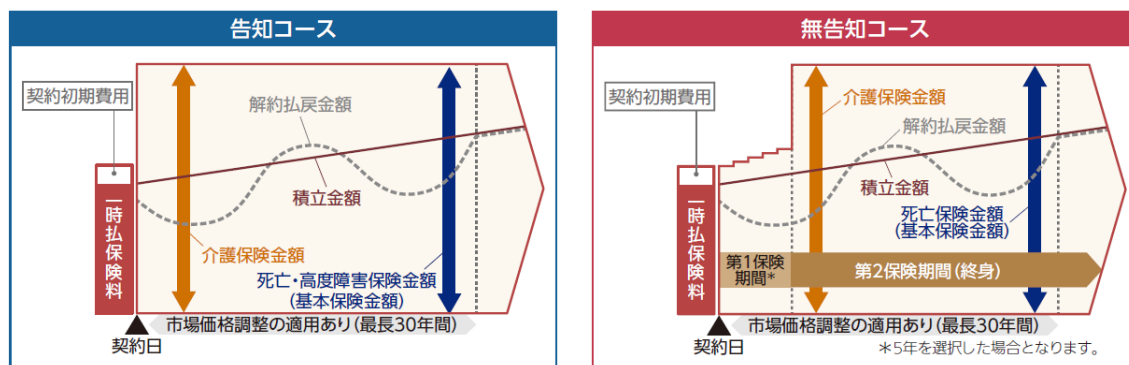 告知コース
契約初期費用
解約払戻金額
積立金額
一時払保険料
介護保険金額
死亡・高度障害保険金額
(基本保険金額)
市場価格調整の適用あり(最長30年間)
契約日
無告知コース
契約初期費用
介護保険金額
解約払戻金額
積立金額
一時払保険料
死亡保険金額
(基本保険金額)
第1保険
期間*
第2保険期間(終身)
市場価格調整の適用あり(最長30年間)
契約日
*5年を選択した場合となります。